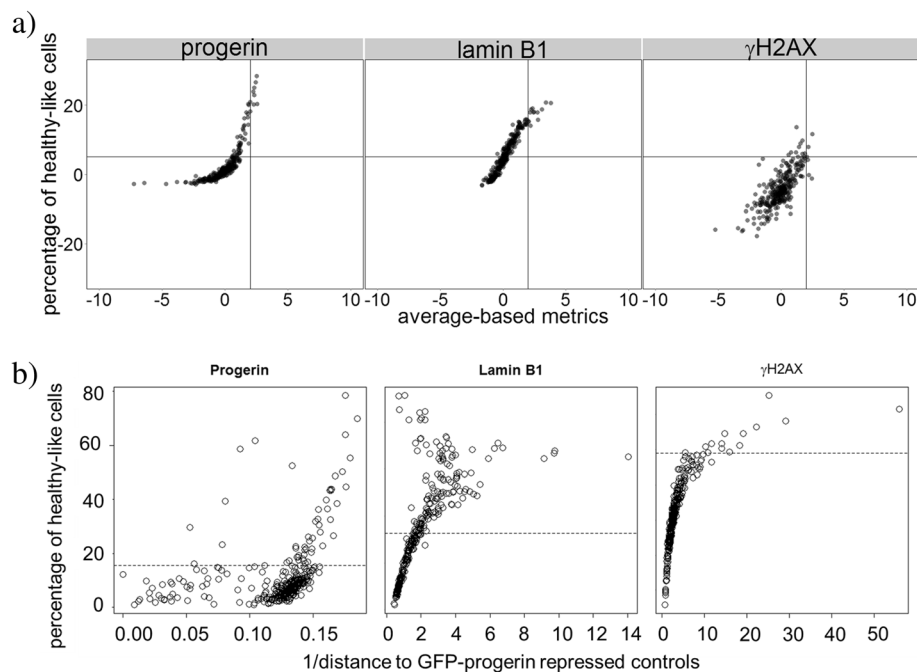 a)
progerin lamin B1 γH2AX
percentage of healthy-like cells
20
0
-20
-10 -5 0 5 10 -10 -5 0 5 10 -10 -5 0 5 10
average-based metrics
b)
Progerin Lamin B1 γH2AX
percentage of healthy-like cells
80
60
40
20
0
0.00 0.05 0.10 0.15 0 2 4 6 8 10 12 14 0 10 20 30 40 50
1/distance to GFP-progerin repressed controls